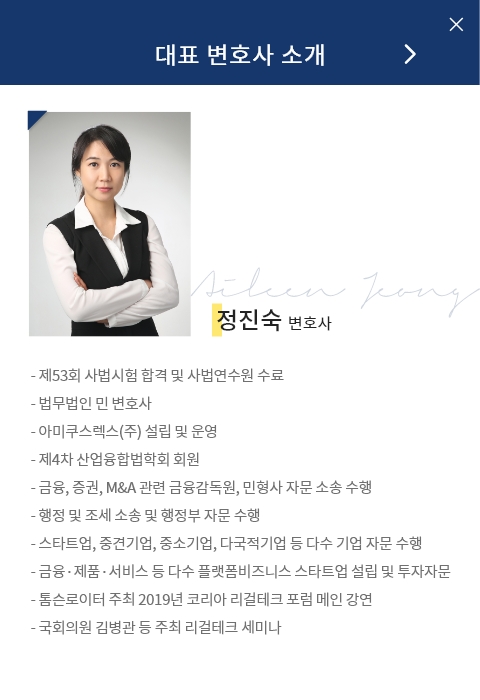 대표 변호사 소개
Aileen Jeong
정진숙 변호사
- 제53회 사법시험 합격 및 사법연수원 수료
- 법무법인 민 변호사
- 아미쿠스렉스(주) 설립 및 운영
- 제4차 산업융합법학회 회원
- 금융, 증권, M&A 관련 금융감독원, 민형사 자문 소송 수행
- 행정 및 조세 소송 및 행정부 자문 수행
- 스타트업, 중견기업, 중소기업, 다국적기업 등 다수 기업 자문 수행
- 금융·제품·서비스 등 다수 플랫폼비즈니스 스타트업 설립 및 투자자문
- 톰슨로이터 주최 2019년 코리아 리걸테크 포럼 메인 강연
- 국회의원 김병관 등 주최 리걸테크 세미나